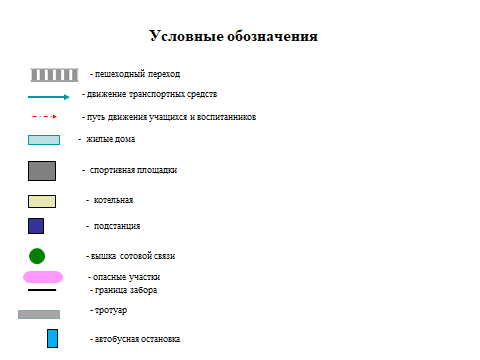 Условные обозначения
- пешеходный переход
- движение транспортных средств
- путь движения учащихся и воспитанников
- жилые дома
- спортивная площадки
- котельная
- подстанция
- вышка сотовой связи
- опасные участки
- граница забора
- тротуар
- автобусная остановка